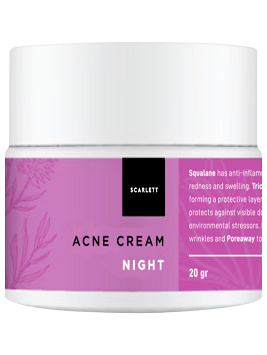 SCARLETT
ACNE CREAM
NIGHT
Squalane has anti-inflam
redness and swelling.
forming a protective layer
protects against visible
environmental stressors.
wrinkles and Poreaway to
20 gr